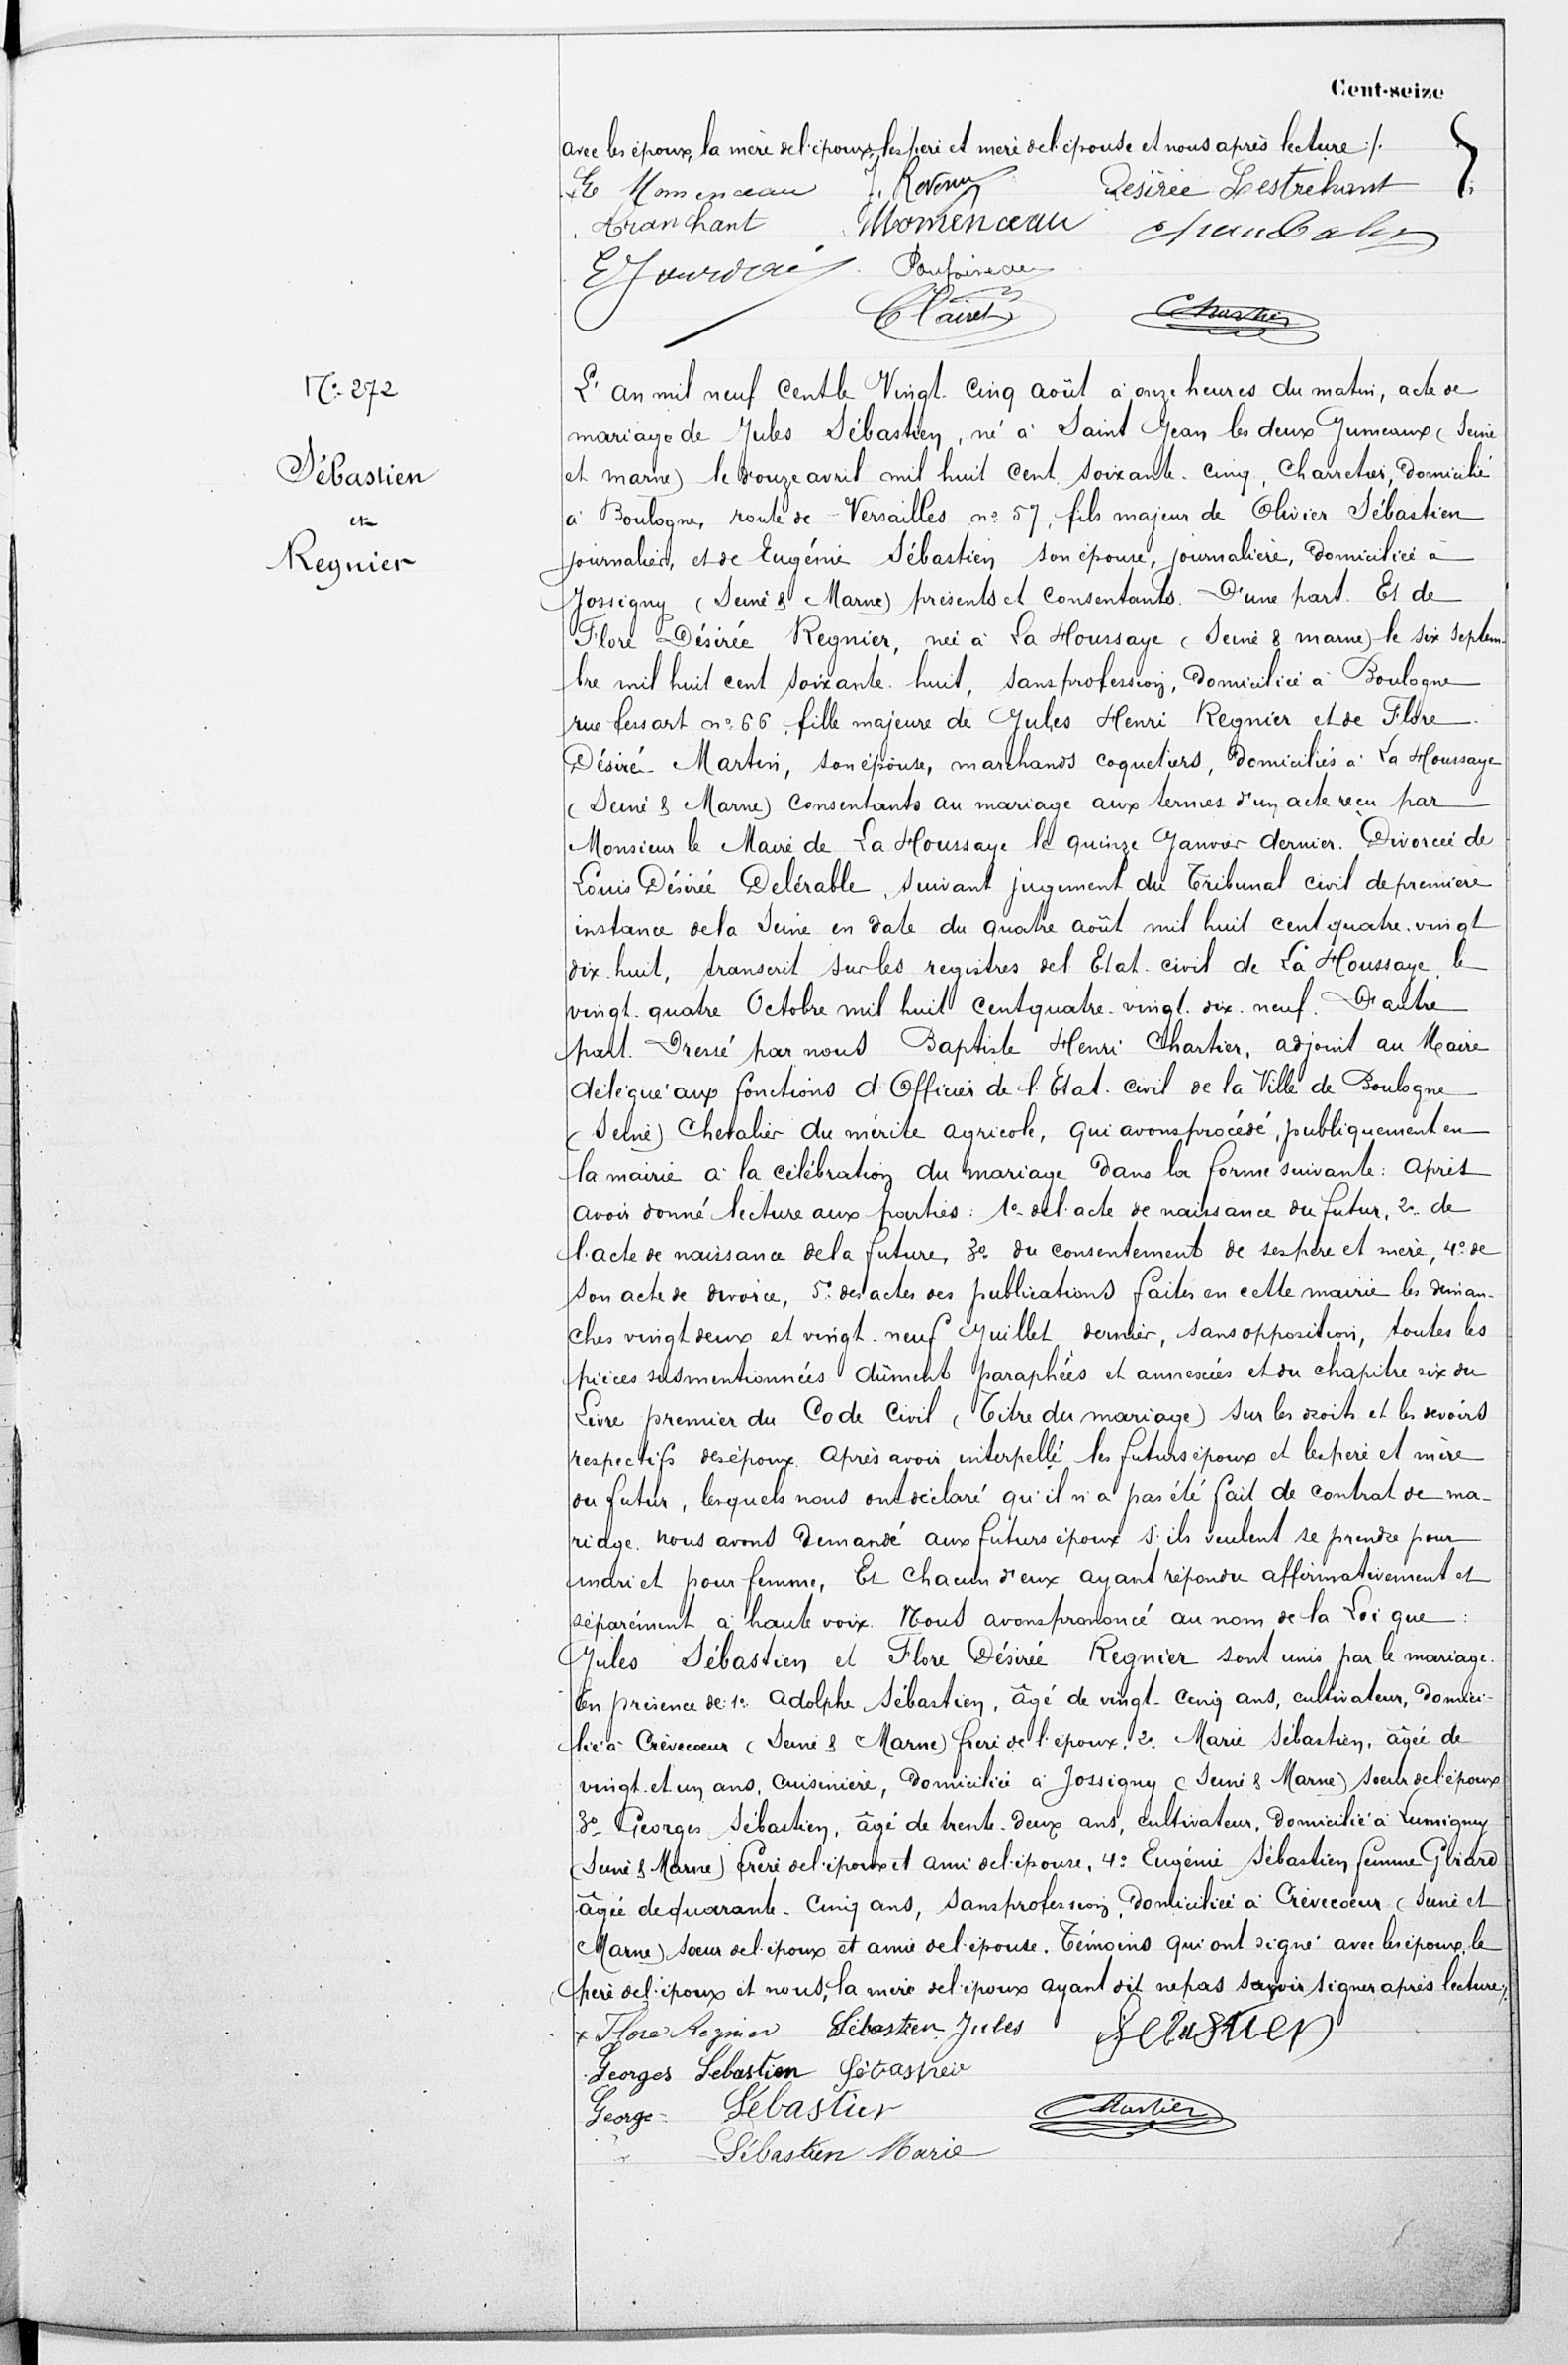 Cent-seize
avec les époux, la mère de l'époux, les père et mère de l'épouse et nous après lecture ./.
Momenceau J. Revenu Désirée Lestrehant
Tranchant Momenceau
E Jourdai Poupineau
Clairet Chartier
N° 272
Sébastien
et
Regnier
L'an mil neuf cent le Vingt-Cinq août à onze heures du matin, acte de
mariage de Jules Sébastien, né à Saint Jean les deux Jumeaux (Seine
et marne) le douze avril mil huit cent soixante-cinq, Charretier, domicilié
à Boulogne, route de Versailles n° 57, fils majeur de Olivier Sébastien
journalier, et de Eugénie Sébastien son épouse, journalière, domiciliée à
Jossigny (Seine & Marne) présents et consentants. D'une part. Et de
Flore Désirée Regnier, née à La Houssaye (Seine & marne) le six septem-
bre mil huit cent soixante-huit, sans profession, domiciliée à Boulogne
rue fessart n° 66, fille majeure de Jules Henri Regnier et de Flore
Désiré Martin, son épouse, marchands coquetiers, domiciliés à La Houssaye
(Seine & Marne) consentants au mariage aux termes d'un acte reçu par
Monsieur le Maire de La Houssaye le quinze Janvier dernier. Divorcée de
Louis Désirée Delérable, suivant jugement du Tribunal civil de première
instance de la Seine en date du quatre août mil huit cent quatre-vingt
dix-huit, transcrit sur les registres de l'Etat-civil de La Houssaye, le
vingt-quatre Octobre mil huit cent quatre-vingt-dix-neuf. D'autre
part. Dressé par nous Baptiste Henri Chartier, adjoint au Maire
délégué aux fonctions d'Officier de l'Etat-civil de la Ville de Boulogne
(Seine) Chevalier du mérite agricole, qui avons procédé, publiquement en
la mairie à la célébration du mariage dans la forme suivante: Après
avoir donné lecture aux parties: 1° de l'acte de naissance du futur, 2° de
l'acte de naissance de la future, 3° du consentement de ses père et mère, 4° de
son acte de divorce, 5° des actes des publications faites en cette mairie les diman-
ches vingt deux et vingt-neuf Juillet dernier, sans opposition, toutes les
pièces susmentionnées dûment paraphées et annexées et du chapitre six du
Livre premier du Code Civil (Titre du mariage) sur les droits et les devoirs
respectifs des époux. Après avoir interpellé les futurs époux et les père et mère
du futur, lesquels nous ont déclaré qu'il n'a pas été fait de contrat de ma-
riage. Nous avons demandé aux futurs époux s'ils veulent se prendre pour
mari et pour femme, Et chacun d'eux ayant répondu affirmativement et
séparément à haute voix. Nous avons prononcé au nom de la Loi que :
Jules Sébastien et Flore Désirée Regnier sont unis par le mariage.
En présence de: 1° Adolphe Sébastien, âgé de vingt-cinq ans, cultivateur, domici-
lié à Crèvecoeur (Seine & Marne) frère de l'époux. 2° Marie Sébastien, âgée de
vingt-et un ans, cuisinière, domiciliée à Jossigny (Seine & Marne) soeur de l'époux
3° Georges Sébastien, âgé de trente-deux ans, cultivateur, domicilié à Lumigny
(Seine & Marne) frère de l'époux et ami de l'épouse, 4° Eugénie Sébastien femme Girard
âgée de quarante-cinq ans, sans profession, domiciliée à Crèvecoeur (Seine et
Marne) soeur de l'époux et amie de l'épouse. Témoins qui ont signé avec les époux, le
père de l'époux et nous, la mère de l'époux ayant dit ne pas savoir signer après lecture ./.
x Flore Regnier Sébastien Jules Sebastien
Georges Sebastien Sébastien
George Sébastien Chartier
Sébastien Marie